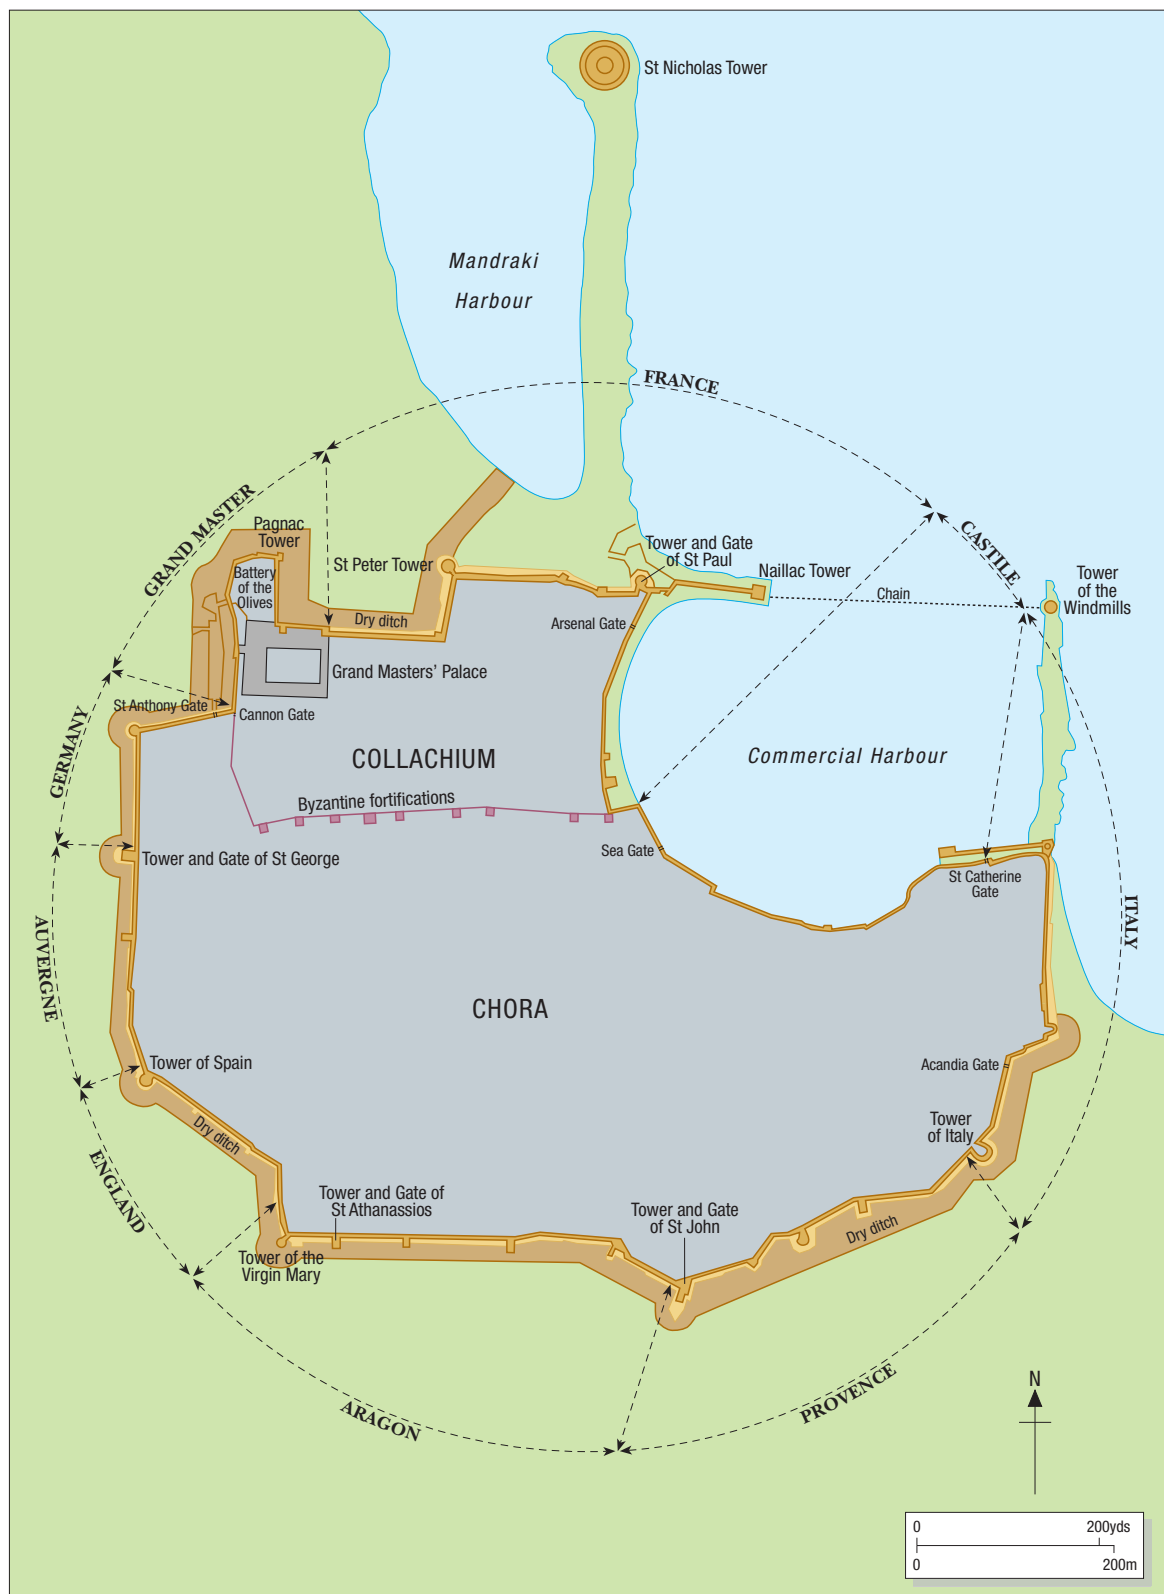 St Nicholas Tower
Mandraki
Harbour
FRANCE
GRAND MASTER
Pagnac
Tower
St Peter Tower
Tower and Gate
of St Paul
Naillac Tower
CASTILE
Tower
of the
Windmills
Battery
of the
Olives
Chain
Dry ditch
Arsenal Gate
Grand Masters’ Palace
St Anthony Gate
Cannon Gate
GERMANY
COLLACHIUM
Commercial Harbour
Byzantine fortifications
Tower and Gate of St George
Sea Gate
St Catherine
Gate
ITALY
AUVERGNE
CHORA
Tower of Spain
Acandia Gate
Dry ditch
Tower
of Italy
ENGLAND
Tower and Gate of
St Athanassios
Tower and Gate
of St John
Dry ditch
Tower of the
Virgin Mary
ARAGON
PROVENCE
N
0 200yds
0 200m